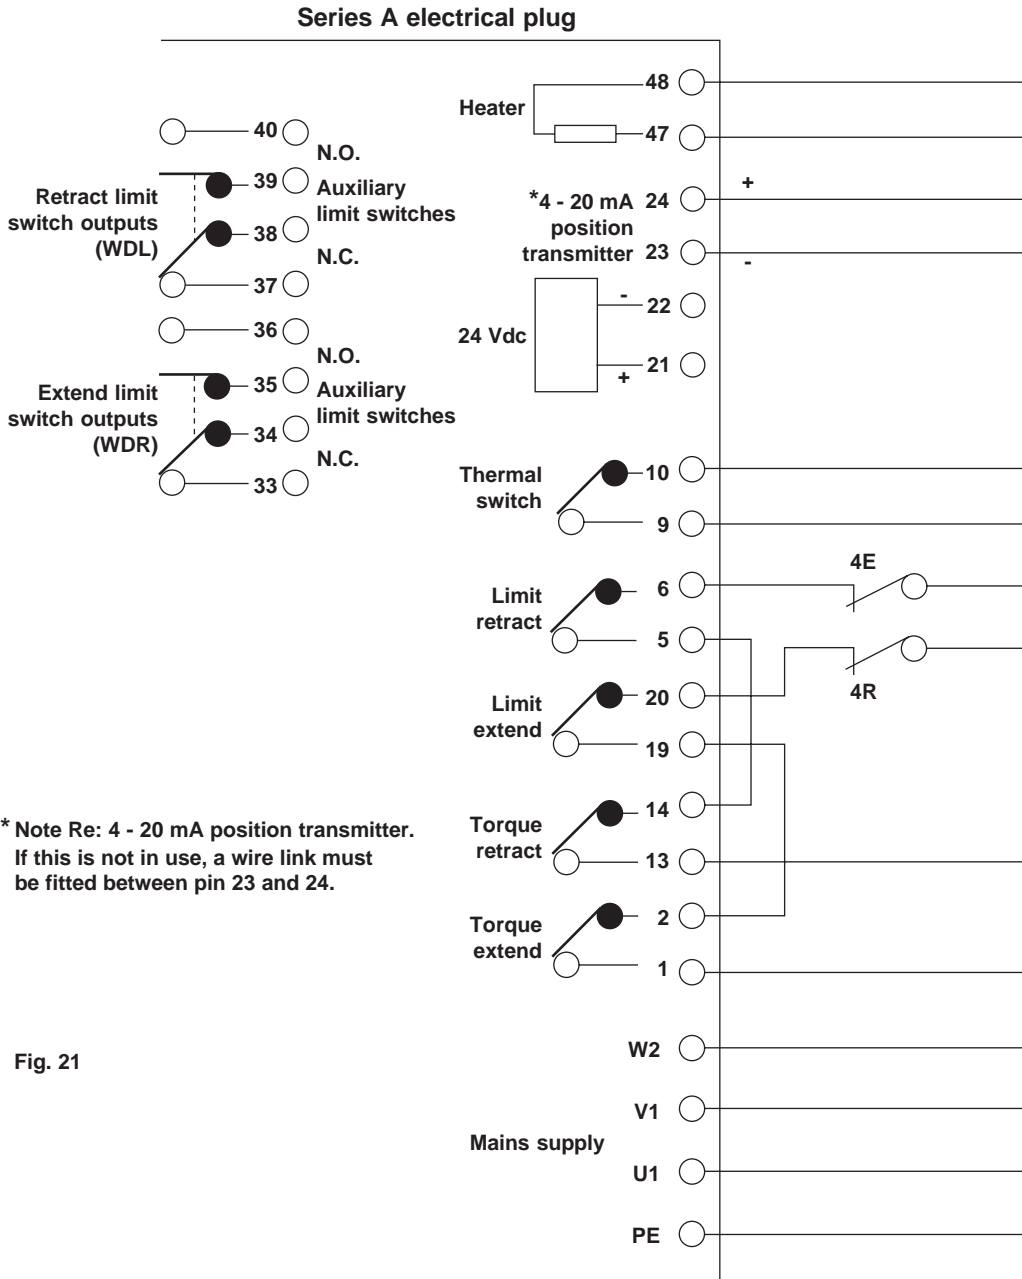 Series A electrical plug
40
N.O.
Retract limit
switch outputs
(WDL)
39
Auxiliary
limit switches
38
N.C.
37
36
N.O.
Extend limit
switch outputs
(WDR)
35
Auxiliary
limit switches
34
N.C.
33
Heater
48
47
*4 - 20 mA
position
transmitter
24
+
23
-
24 Vdc
-
22
+
21
Thermal
switch
10
9
Limit
retract
6
5
4E
Limit
extend
20
19
4R
Torque
retract
14
13
Torque
extend
2
1
* Note Re: 4 - 20 mA position transmitter.
If this is not in use, a wire link must
be fitted between pin 23 and 24.
Fig. 21
Mains supply
W2
V1
U1
PE